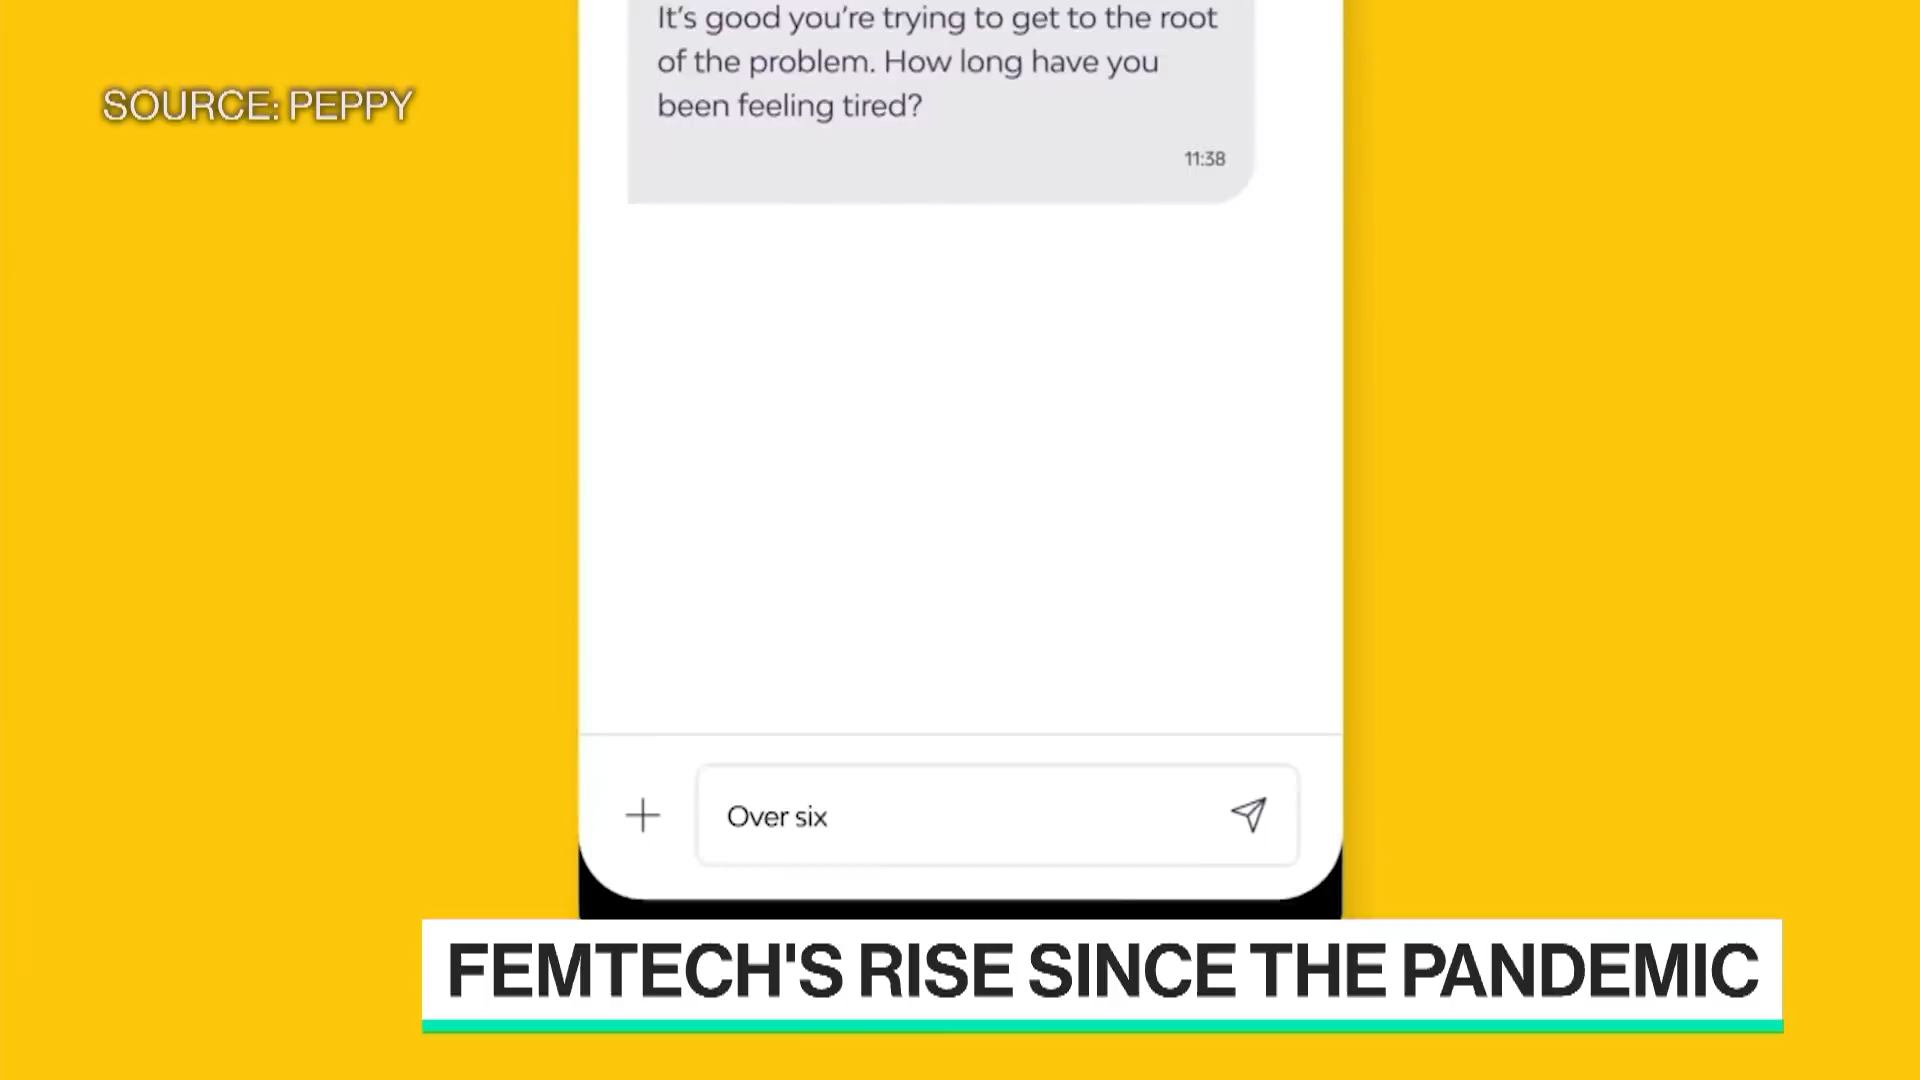 It's good you're trying to get to the root
of the problem. How long have you
been feeling tired?
11:38
SOURCE: PEPPY
Over six
FEMTECH'S RISE SINCE THE PANDEMIC